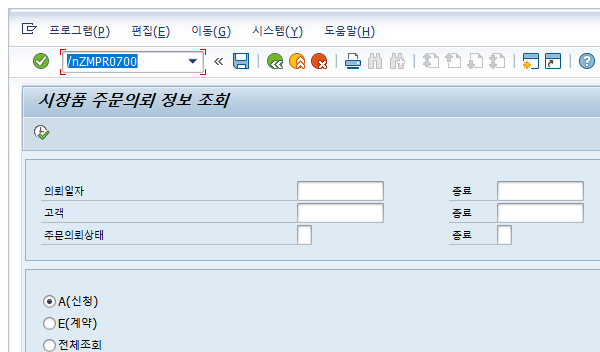 프로그램(P) 편집(E) 이동(G) 시스템(Y) 도움말(H)
/nZMPR0700
시장품 주문의뢰 정보 조회
의뢰일자 종료
고객 종료
주문의뢰상태 종료
A(신청)
E(계약)
전체조회